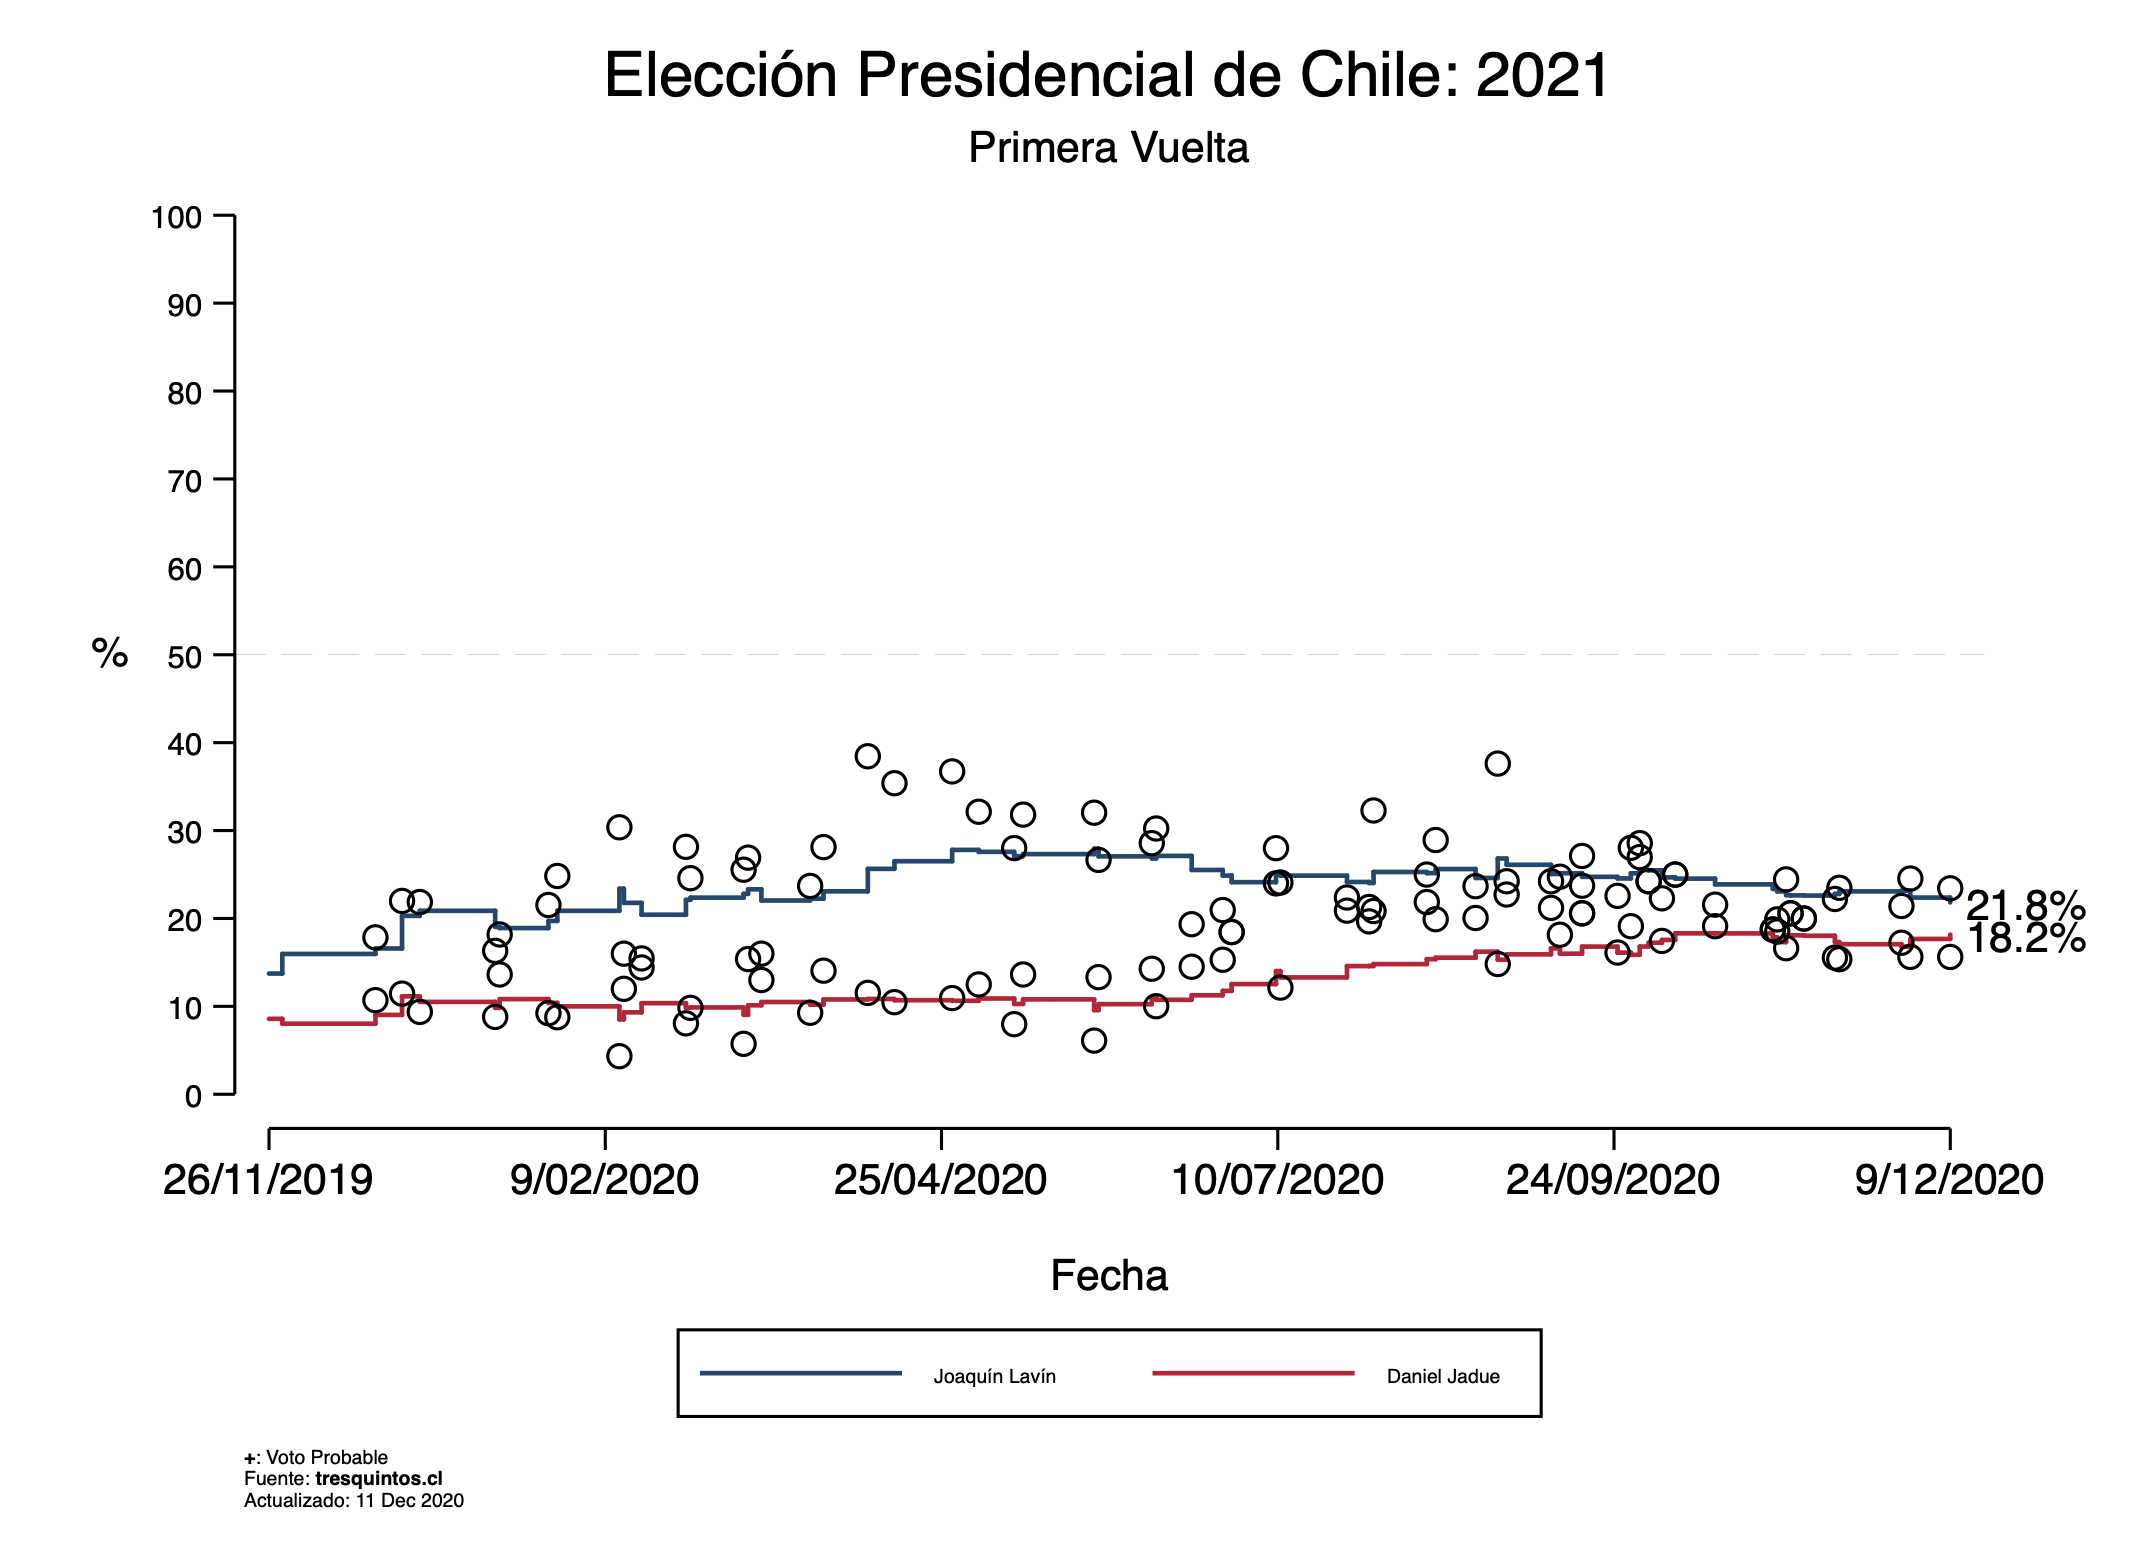 Elección Presidencial de Chile: 2021
Primera Vuelta
100
90
80
70
60
50
40
30
20
10
0
%
21.8%
18.2%
26/11/2019 9/02/2020 25/04/2020 10/07/2020 24/09/2020 9/12/2020
Fecha
Joaquín Lavín Daniel Jadue
+: Voto Probable
Fuente: tresquintos.cl
Actualizado: 11 Dec 2020